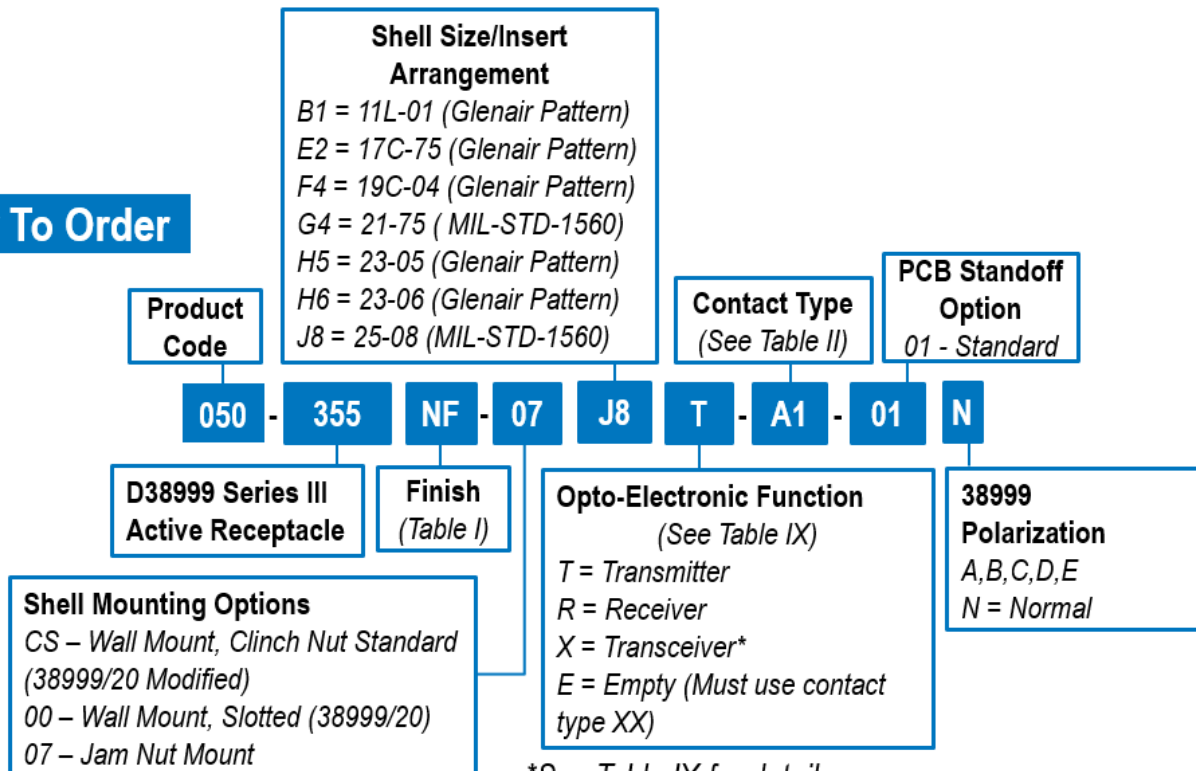 Shell Size/Insert
Arrangement
B1 = 11L-01 (Glenair Pattern)
E2 = 17C-75 (Glenair Pattern)
F4 = 19C-04 (Glenair Pattern)
G4 = 21-75 ( MIL-STD-1560)
H5 = 23-05 (Glenair Pattern)
H6 = 23-06 (Glenair Pattern)
J8 = 25-08 (MIL-STD-1560)
To Order
Product
Code
Contact Type
(See Table II)
PCB Standoff
Option
01 - Standard
050 - 355 NF - 07 J8 T - A1 - 01 N
D38999 Series III
Active Receptacle
Finish
(Table I)
Opto-Electronic Function
(See Table IX)
T = Transmitter
R = Receiver
X = Transceiver*
E = Empty (Must use contact
type XX)
38999
Polarization
A,B,C,D,E
N = Normal
Shell Mounting Options
CS – Wall Mount, Clinch Nut Standard
(38999/20 Modified)
00 – Wall Mount, Slotted (38999/20)
07 – Jam Nut Mount
*See Table IX for detail